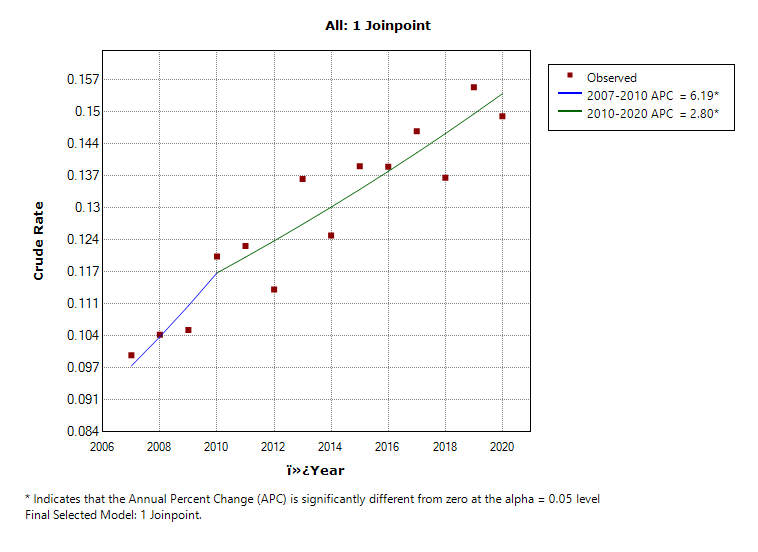 All: 1 Joinpoint
Observed
2007-2010 APC = 6.19*
2010-2020 APC = 2.80*
Crude Rate
0.157
0.15
0.144
0.137
0.13
0.124
0.117
0.111
0.104
0.097
0.091
0.084
2006 2008 2010 2012 2014 2016 2018 2020
ï»¿Year
* Indicates that the Annual Percent Change (APC) is significantly different from zero at the alpha = 0.05 level
Final Selected Model: 1 Joinpoint.